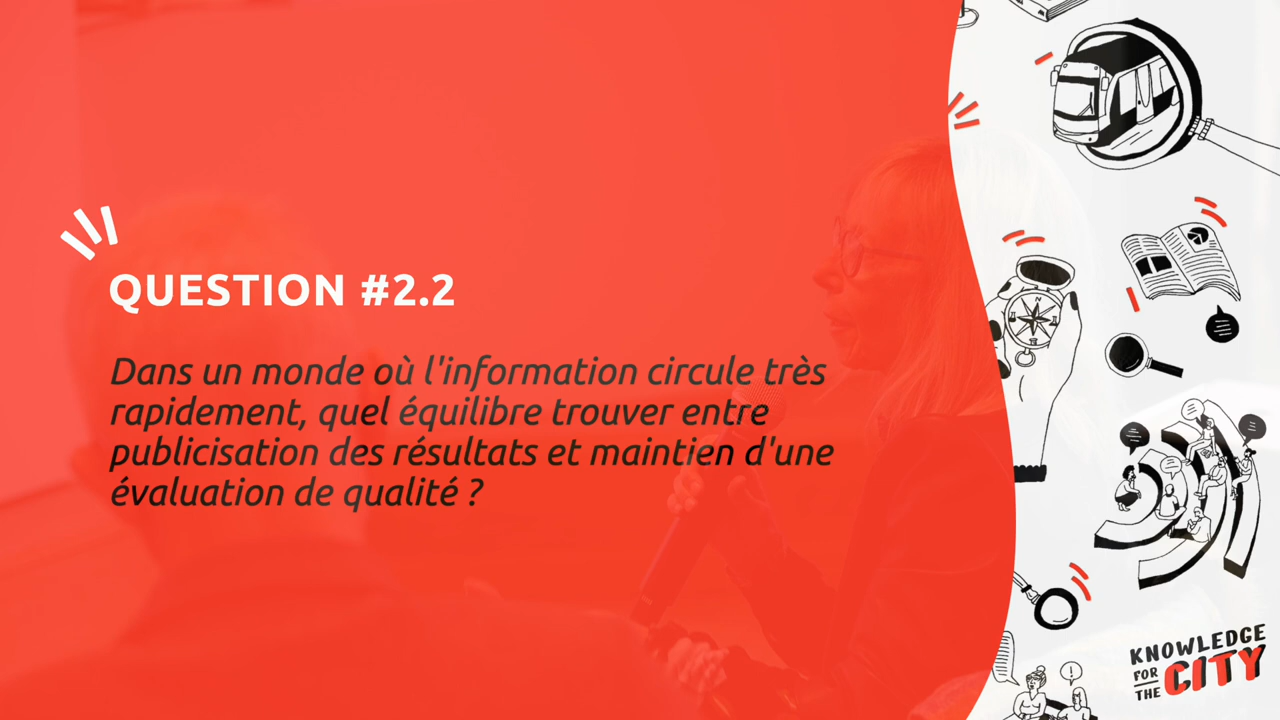 QUESTION #2.2
Dans un monde où l'information circule très
rapidement, quel équilibre trouver entre
publicisation des résultats et maintien d'une
évaluation de qualité ?
KNOWLEDGE
FOR
THE
CITY